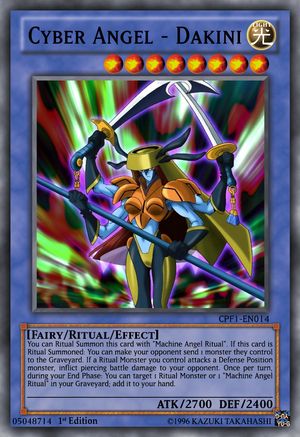 CYBER ANGEL - DAKINI
LIGHT
光
CPF1-EN014
[FAIRY/RITUAL/EFFECT]
You can Ritual Summon this card with "Machine Angel Ritual". If this card is
Ritual Summoned: You can make your opponent send 1 monster they control
to the Graveyard. If a Ritual Monster you control attacks a Defense Position
monster, inflict piercing battle damage to your opponent. Once per turn,
during your End Phase: You can target 1 Ritual Monster or 1 "Machine Angel
Ritual" in your Graveyard; add it to your hand.
ATK/2700 DEF/2400
05048714 1st Edition ©1996 KAZUKI TAKAHASHI